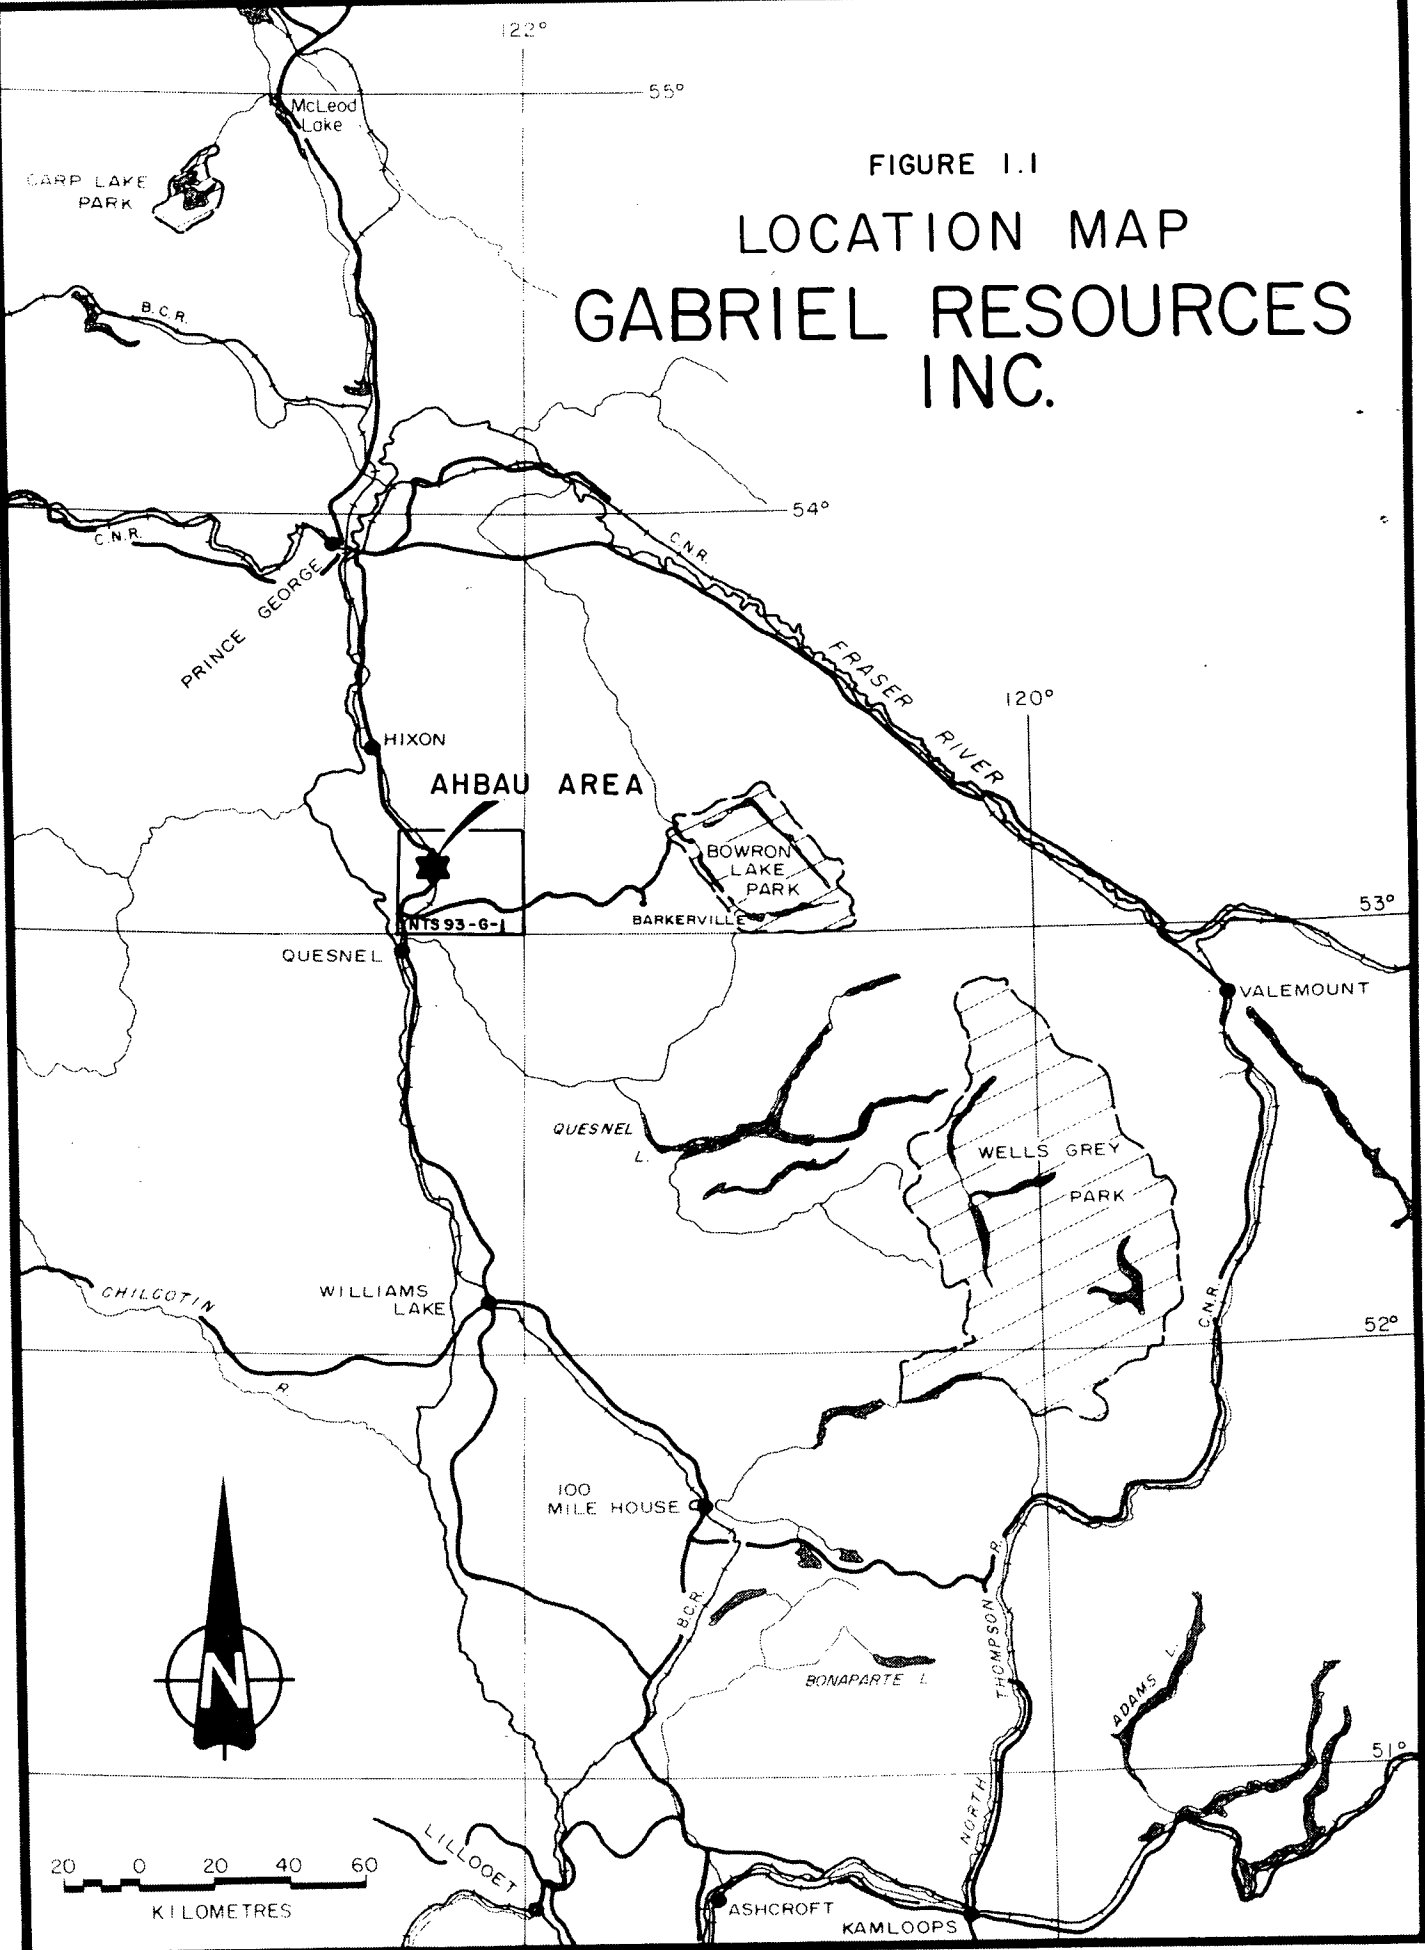 122°
55°
McLeod
Lake
CARP LAKE
PARK
FIGURE 1.1
LOCATION MAP
GABRIEL RESOURCES
INC.
B.C.R.
54°
C.N.R.
C.N.R.
PRINCE GEORGE
FRASER RIVER
120°
HIXON
AHBAU AREA
BOWRON
LAKE
PARK
BARKERVILLE
NTS 93-G-1
53°
QUESNEL
VALEMOUNT
QUESNEL
L.
WELLS GREY
PARK
CHILCOTIN
R.
WILLIAMS
LAKE
C.N.R.
52°
100
MILE HOUSE
B.C.R.
NORTH THOMPSON R.
BONAPARTE L
ADAMS L.
N
51°
LILLOOET
20 0 20 40 60
KILOMETRES
ASHCROFT
KAMLOOPS